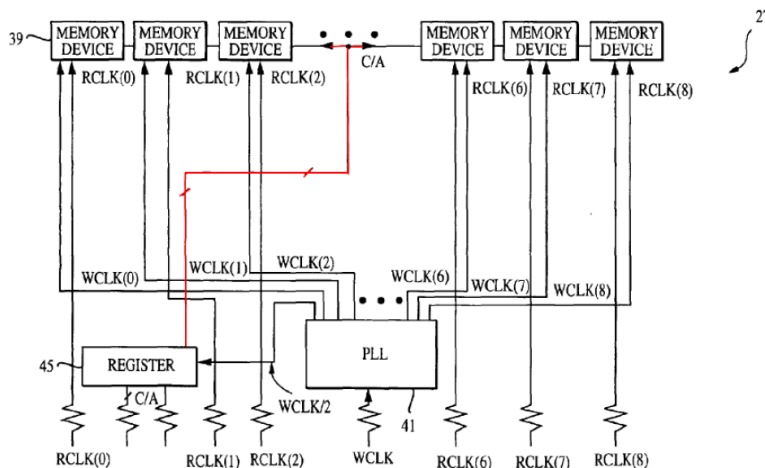 39
MEMORY DEVICE
MEMORY DEVICE
MEMORY DEVICE
MEMORY DEVICE
MEMORY DEVICE
MEMORY DEVICE
C/A
RCLK(0)
RCLK(1)
RCLK(2)
RCLK(6)
RCLK(7)
RCLK(8)
WCLK(0)
WCLK(1)
WCLK(2)
WCLK(6)
WCLK(7)
WCLK(8)
45
REGISTER
PLL
C/A
WCLK/2
41
RCLK(0)
RCLK(1)
RCLK(2)
WCLK
RCLK(6)
RCLK(7)
RCLK(8)